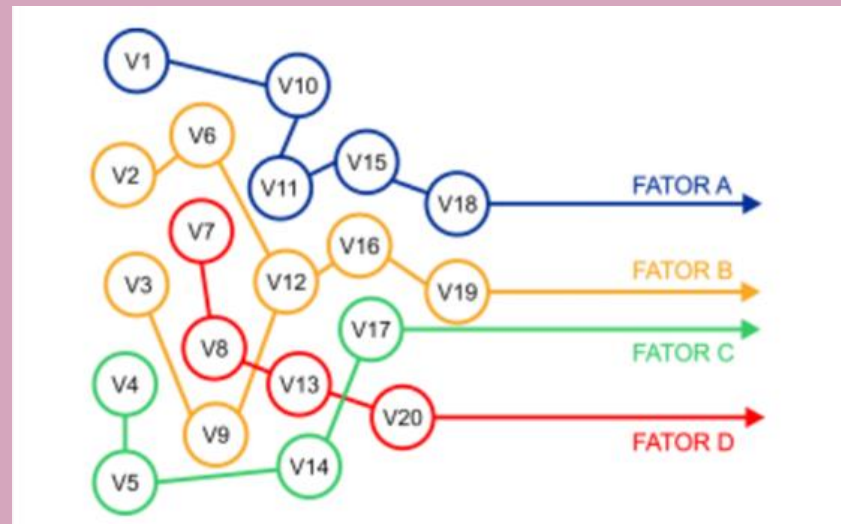 V1
V10
V6
V2
V15
V11
V18
FATOR A
V7
V16
V3
V12
V19
FATOR B
V17
V8
FATOR C
V4
V13
V20
V9
FATOR D
V14
V5